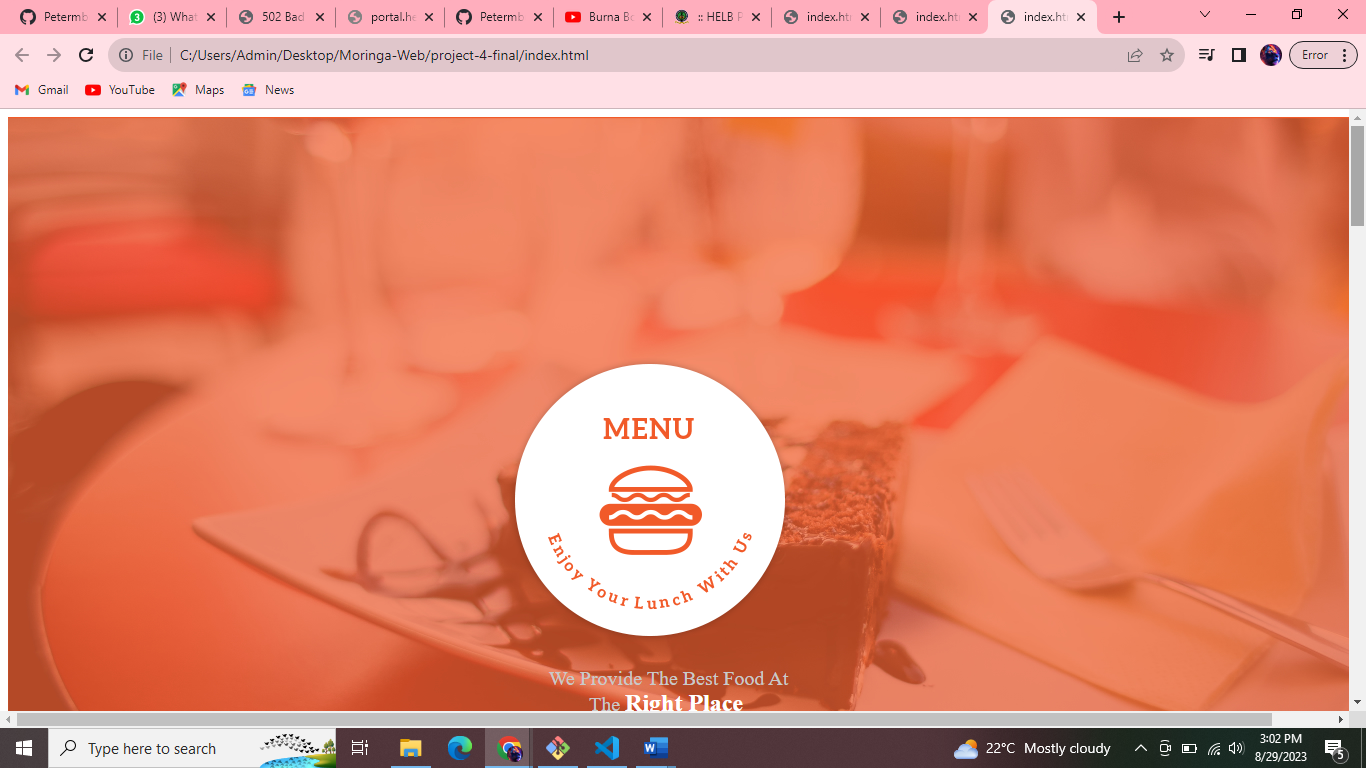 Petermb
(3) What
502 Bad
portal.he
Petermb
Burna Bo
:: HELB P
index.htm
index.htm
index.htm
File
C:/Users/Admin/Desktop/Moringa-Web/project-4-final/index.html
Error
Gmail
YouTube
Maps
News
MENU
Enjoy Your Lunch With Us
We Provide The Best Food At
The Right Place
Type here to search
22°C Mostly cloudy
3:02 PM
8/29/2023
5